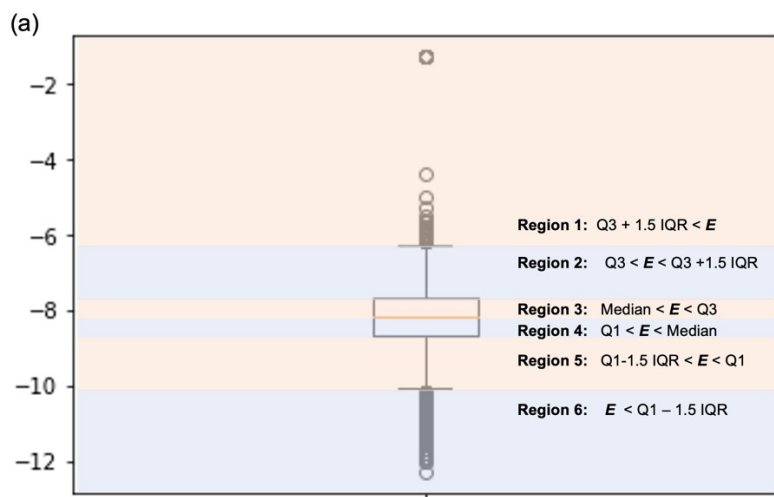 (a)
−2
−4
Region 1: Q3 + 1.5 IQR < E
−6
Region 2: Q3 < E < Q3 +1.5 IQR
Region 3: Median < E < Q3
−8
Region 4: Q1 < E < Median
Region 5: Q1-1.5 IQR < E < Q1
−10
Region 6: E < Q1 – 1.5 IQR
−12